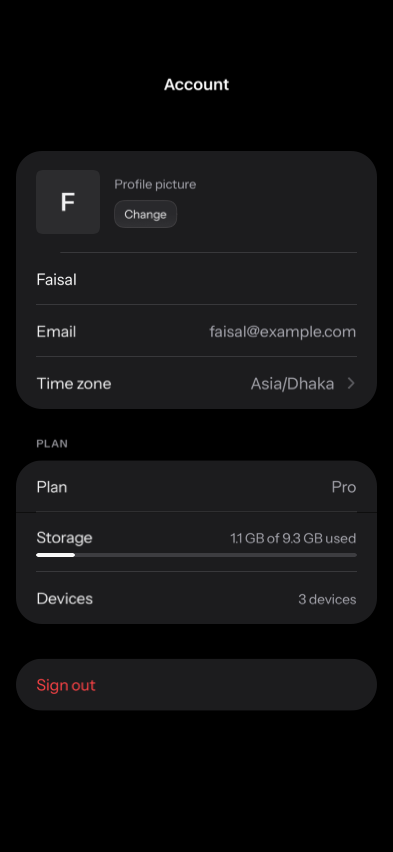 Account
F
Profile picture
Change
Faisal
Email faisal@example.com
Time zone Asia/Dhaka
PLAN
Plan Pro
Storage 1.1 GB of 9.3 GB used
Devices 3 devices
Sign out